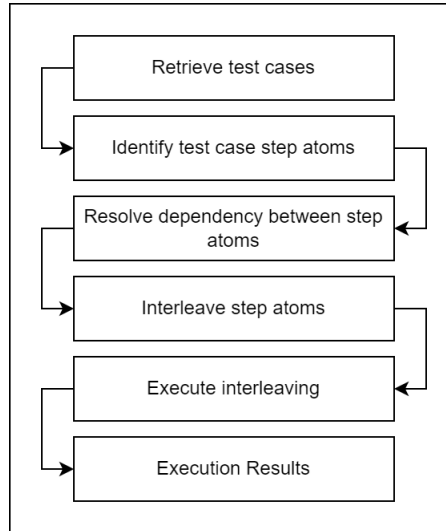 Retrieve test cases
Identify test case step atoms
Resolve dependency between step
atoms
Interleave step atoms
Execute interleaving
Execution Results